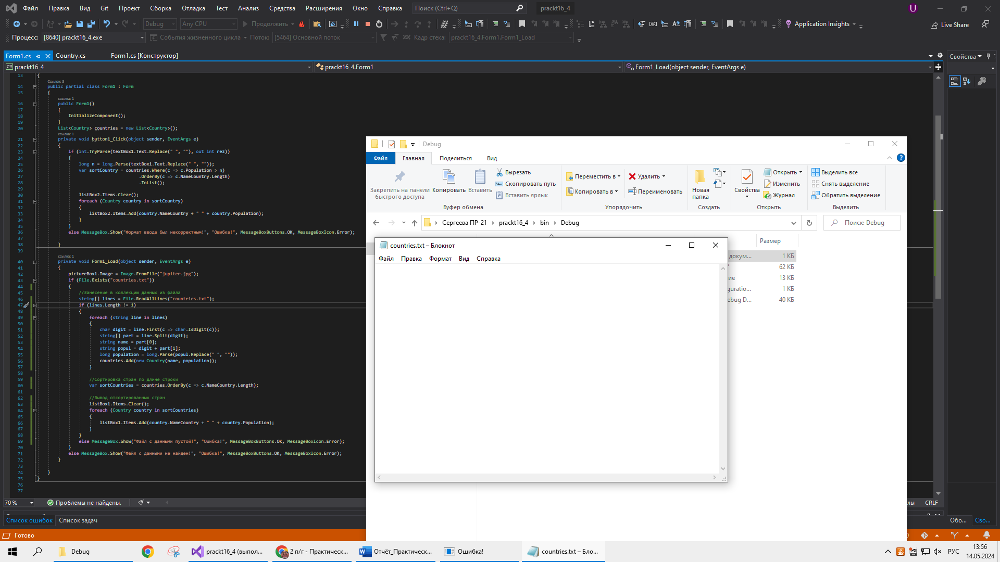 Файл Правка Вид Git Проект Сборка Отладка Тест Анализ Средства Расширения Окно Справка Поиск (Ctrl+Q) prackt16_4 U
Debug Any CPU Продолжить Application Insights Live Share
Процесс: [8640] prackt16_4.exe События жизненного цикла Поток: [5464] Основной поток Кадр стека: prackt16_4.Form1.Form1_Load
Form1.cs Country.cs Form1.cs [Конструктор] Свойства
prackt16_4 prackt16_4.Form1 Form1_Load(object sender, EventArgs e)
13 {
Ссылок: 3
14 public partial class Form1 : Form
15 {
ссылка: 1
16 public Form1()
17 {
18 InitializeComponent();
19 }
20 List<Country> countries = new List<Country>();
ссылка: 1
21 private void button1_Click(object sender, EventArgs e)
22 {
23 if (int.TryParse(textBox1.Text.Replace(" ", ""), out int rez))
24 {
25 long n = long.Parse(textBox1.Text.Replace(" ", ""));
26 var sortCountry = countries.Where(c => c.Population > n)
27 .OrderBy(c => c.NameCountry.Length)
28 .ToList();
29
30 listBox2.Items.Clear();
31 foreach (Country country in sortCountry)
32 {
33 listBox2.Items.Add(country.NameCountry + " " + country.Population);
34 }
35 }
36 else MessageBox.Show("Формат ввода был некорректным!", "Ошибка!", MessageBoxButtons.OK, MessageBoxIcon.Error);
37
38 }
39
ссылка: 1
40 private void Form1_Load(object sender, EventArgs e)
41 {
42 pictureBox1.Image = Image.FromFile("jupiter.jpg");
43 if (File.Exists("countries.txt"))
44 {
45 //Занесение в коллекцию данных из файла
46 string[] lines = File.ReadAllLines("countries.txt");
47 if (lines.Length != 1)
48 {
49 foreach (string line in lines)
50 {
51 char digit = line.First(c => char.IsDigit(c));
52 string[] part = line.Split(digit);
53 string name = part[0];
54 string popul = digit + part[1];
55 long population = long.Parse(popul.Replace(" ", ""));
56 countries.Add(new Country(name, population));
57 }
58
59 //Сортировка стран по длине строки
60 var sortCountries = countries.OrderBy(c => c.NameCountry.Length);
61
62 //Вывод отсортированных стран
63 listBox1.Items.Clear();
64 foreach (Country country in sortCountries)
65 {
66 listBox1.Items.Add(country.NameCountry + " " + country.Population);
67 }
68 }
69 else MessageBox.Show("Файл с данными пустой!", "Ошибка!", MessageBoxButtons.OK, MessageBoxIcon.Error);
70 }
71 else MessageBox.Show("Файл с данными не найден!", "Ошибка!", MessageBoxButtons.OK, MessageBoxIcon.Error);
72 }
73
74 }
75 }
76
77
70 % Проблемы не найдены. лы CRLF
Список ошибок Список задач Обо... Сво...
Готово
Debug
Файл Главная Поделиться Вид
Закрепить на панели быстрого доступа
Копировать
Вставить
Вырезать
Скопировать путь
Вставить ярлык
Буфер обмена
Переместить в
Копировать в
Удалить
Переименовать
Упорядочить
Новая папка
Создать
Свойства
Открыть
Изменить
Журнал
Открыть
Выделить все
Снять выделение
Обратить выделение
Выделить
Сергеева ПР-21 prackt16_4 bin Debug Поиск: Debug
Размер
докум... 1 КБ
62 КБ
ие 13 КБ
guratio... 1 КБ
ebug D... 40 КБ
countries.txt – Блокнот
Файл Правка Формат Вид Справка
Debug prackt16_4 (выпол... 2 п/г - Практическ... Отчёт_Практическ... Ошибка! countries.txt – Бло... РУС 13:56
14.05.2024